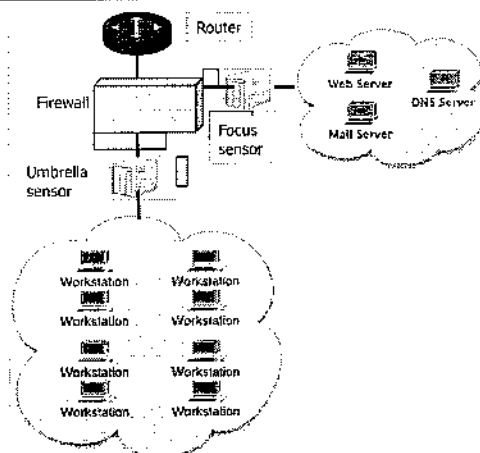 Router
Firewall
Focus
sensor
Web Server
DNS Server
Mail Server
Umbrella
sensor
Workstation Workstation
Workstation Workstation
Workstation Workstation
Workstation Workstation